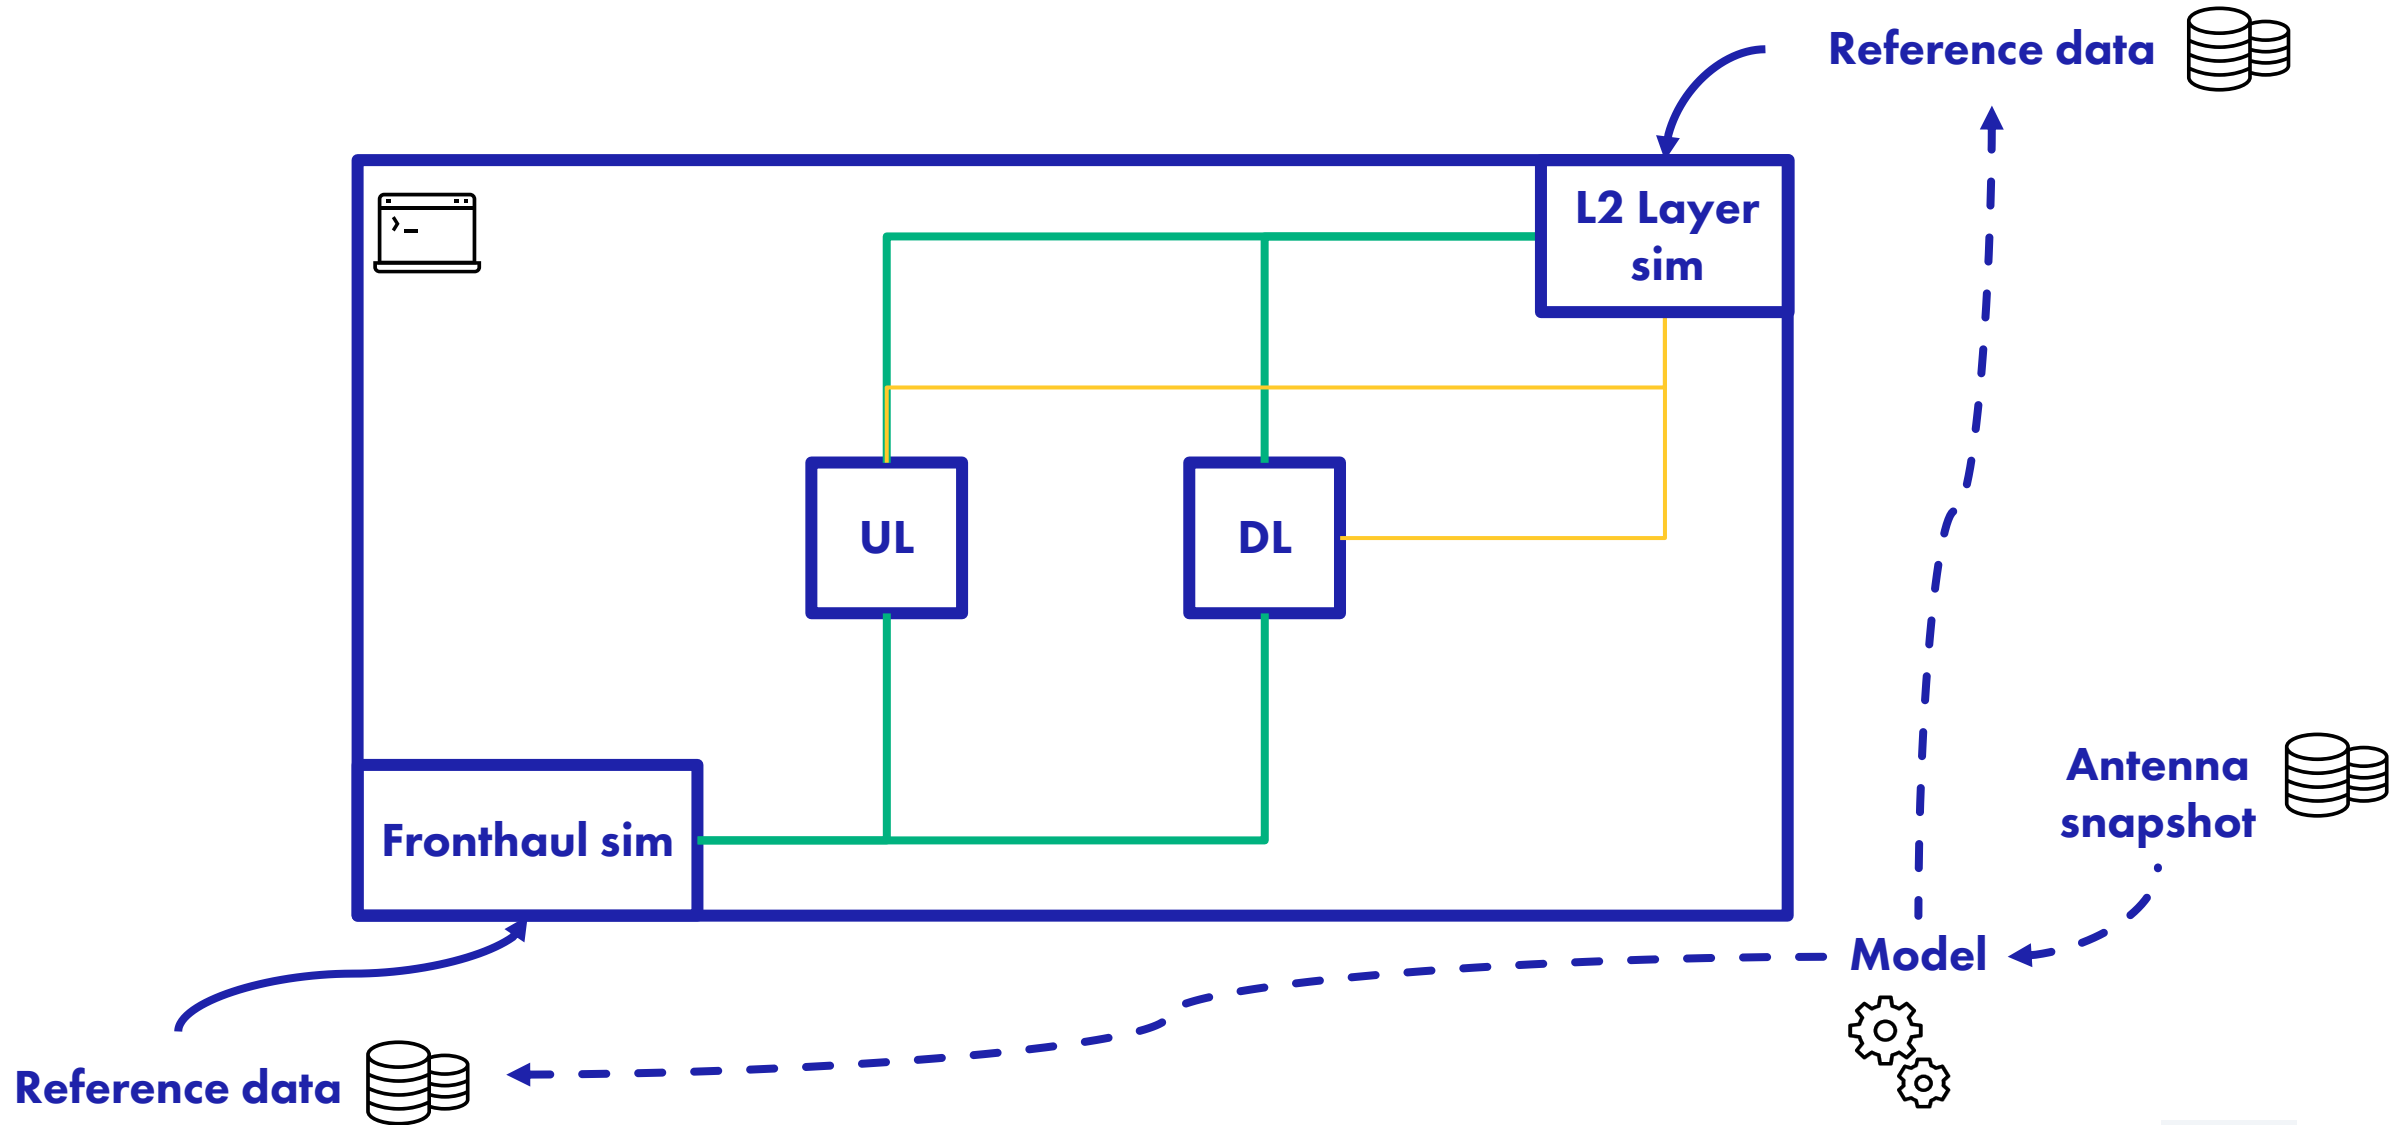 Reference data
L2 Layer
sim
UL
DL
Antenna
snapshot
Fronthaul sim
Model
Reference data